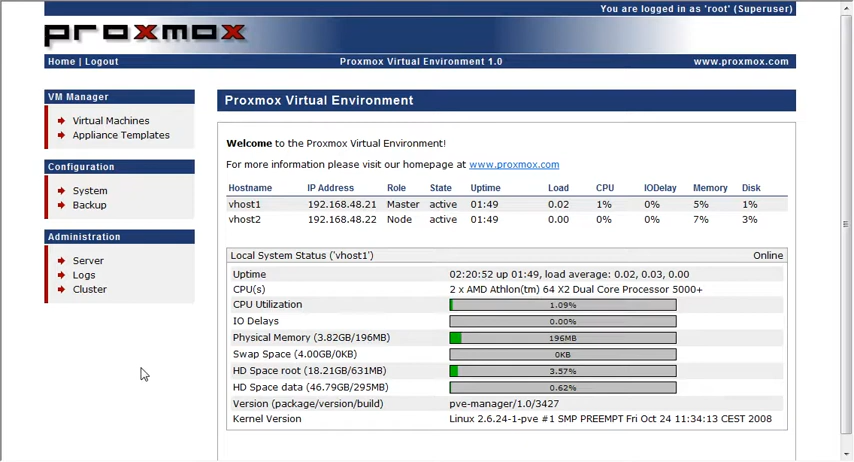 You are logged in as 'root' (Superuser)
proxmox
Home | Logout Proxmox Virtual Environment 1.0 www.proxmox.com
VM Manager
Virtual Machines
Appliance Templates
Configuration
System
Backup
Administration
Server
Logs
Cluster
Proxmox Virtual Environment
Welcome to the Proxmox Virtual Environment!
For more information please visit our homepage at www.proxmox.com
Hostname IP Address Role State Uptime Load CPU IODelay Memory Disk
vhost1 192.168.48.21 Master active 01:49 0.02 1% 0% 5% 1%
vhost2 192.168.48.22 Node active 01:49 0.00 0% 0% 7% 3%
Local System Status ('vhost1') Online
Uptime 02:20:52 up 01:49, load average: 0.02, 0.03, 0.00
CPU(s) 2 x AMD Athlon(tm) 64 X2 Dual Core Processor 5000+
CPU Utilization 1.09%
IO Delays 0.00%
Physical Memory (3.82GB/196MB) 196MB
Swap Space (4.00GB/0KB) 0KB
HD Space root (18.21GB/631MB) 3.57%
HD Space data (46.79GB/295MB) 0.62%
Version (package/version/build) pve-manager/1.0/3427
Kernel Version Linux 2.6.24-1-pve #1 SMP PREEMPT Fri Oct 24 11:34:13 CEST 2008